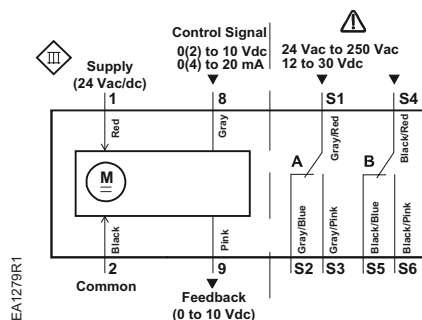 Control Signal
0(2) to 10 Vdc
0(4) to 20 mA
24 Vac to 250 Vac
12 to 30 Vdc
III
Supply
(24 Vac/dc)
1
8
S1
S4
Red
Gray
Gray/Red
Black/Red
A
B
M
Black
Pink
Gray/Blue
Gray/Pink
Black/Blue
Black/Pink
2
9
S2
S3
S5
S6
Common
Feedback
(0 to 10 Vdc)
EA1279R1